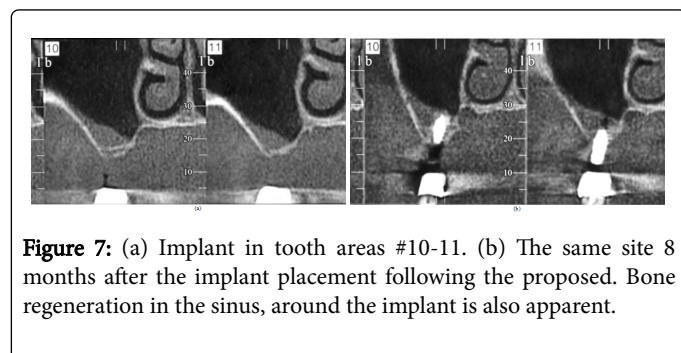 10
11
10
11
1b
1b
1b
1b
40
30
20
10
40
30
20
10
(a)
(b)
Figure 7: (a) Implant in tooth areas #10-11. (b) The same site 8
months after the implant placement following the proposed. Bone
regeneration in the sinus, around the implant is also apparent.